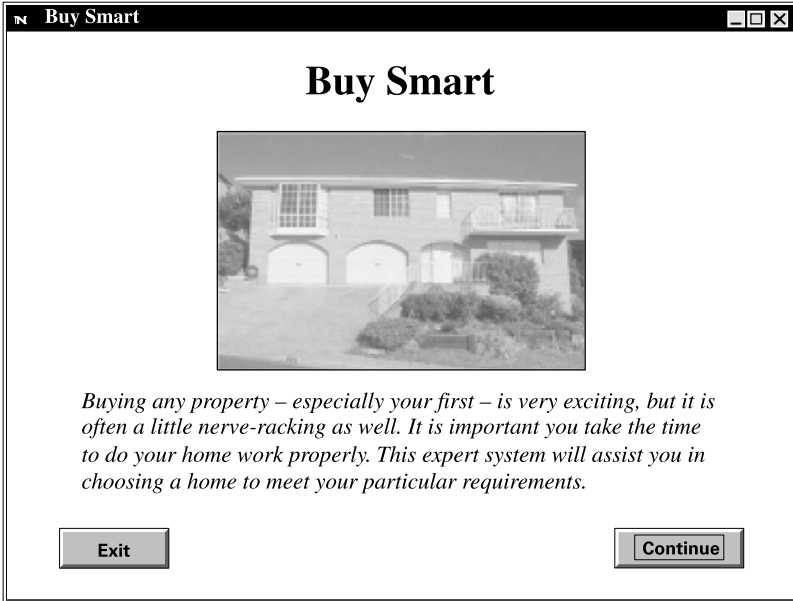 Buy Smart
Buy Smart
Buying any property – especially your first – is very exciting, but it is
often a little nerve-racking as well. It is important you take the time
to do your home work properly. This expert system will assist you in
choosing a home to meet your particular requirements.
Exit
Continue